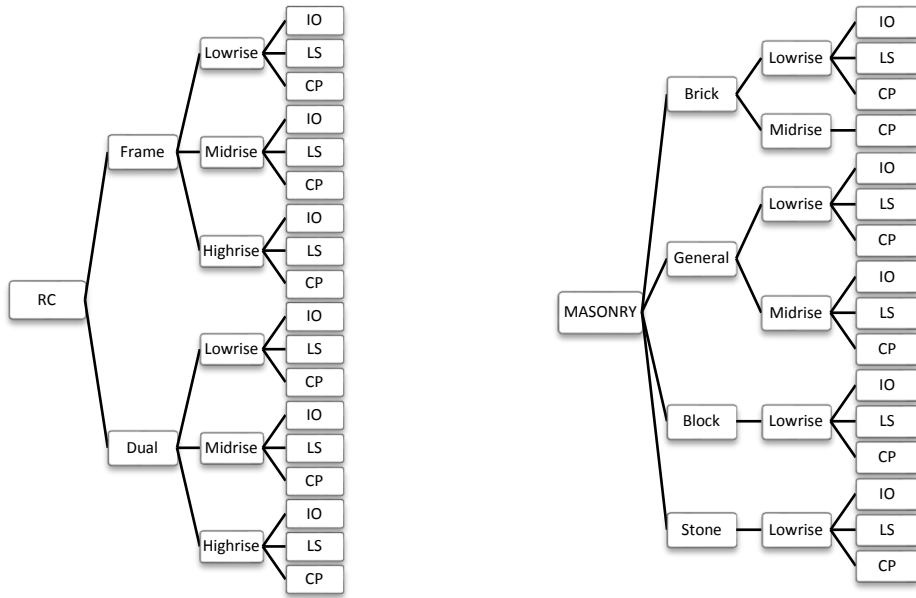 RC
Frame
Lowrise
IO
LS
CP
Midrise
IO
LS
CP
Highrise
IO
LS
CP
Dual
Lowrise
IO
LS
CP
Midrise
IO
LS
CP
Highrise
IO
LS
CP
MASONRY
Brick
Lowrise
IO
LS
CP
Midrise
CP
General
Lowrise
IO
LS
CP
Midrise
IO
LS
CP
Block
Lowrise
IO
LS
CP
Stone
Lowrise
IO
LS
CP